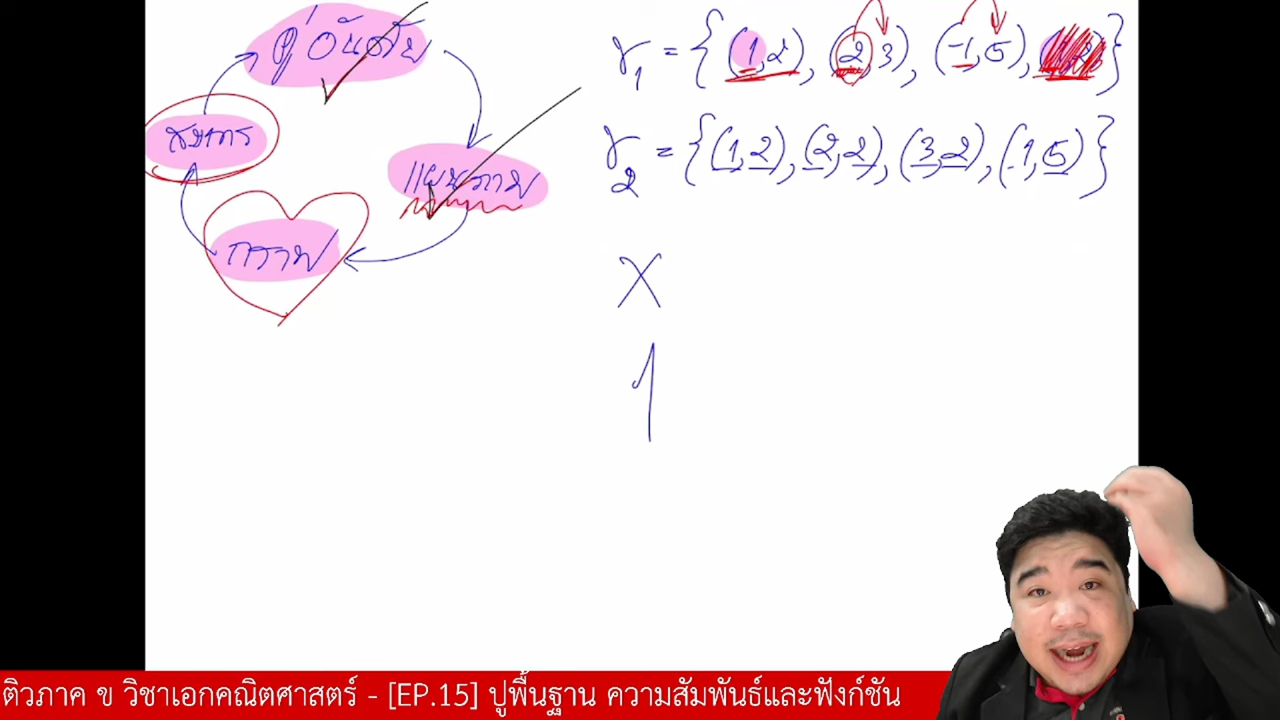 คู่อันดับ
แผนภาพ
กราฟ
สมการ
r₁ = {(1,2), (2,3), (-1,5), }
r₂ = {(1,2), (2,2), (3,2), (-1,5)}
X
1
ติวภาค ข วิชาเอกคณิตศาสตร์ - [EP.15] ปูพื้นฐาน ความสัมพันธ์และฟังก์ชัน